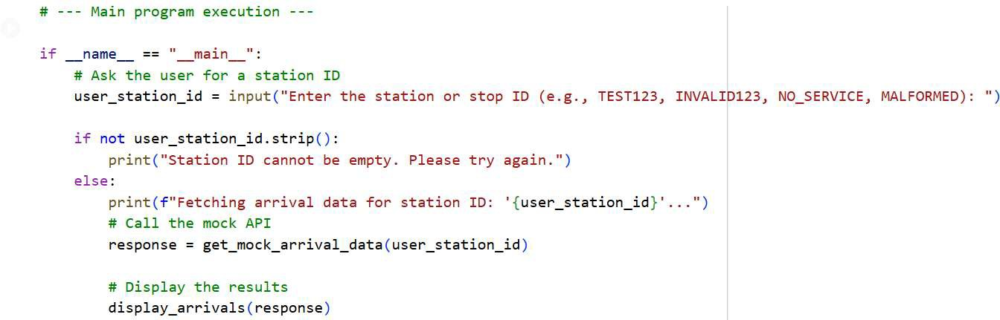 # --- Main program execution ---
if __name__ == "__main__":
    # Ask the user for a station ID
    user_station_id = input("Enter the station or stop ID (e.g., TEST123, INVALID123, NO_SERVICE, MALFORMED): ")
    if not user_station_id.strip():
        print("Station ID cannot be empty. Please try again.")
    else:
        print(f"Fetching arrival data for station ID: '{user_station_id}'...")
        # Call the mock API
        response = get_mock_arrival_data(user_station_id)
        # Display the results
        display_arrivals(response)